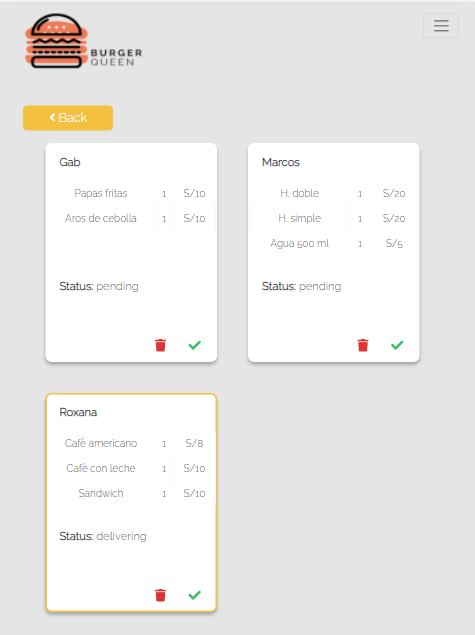 BURGER
QUEEN
Back
Gab
Papas fritas 1 S/10
Aros de cebolla 1 S/10
Status: pending
Marcos
H. doble 1 S/20
H. simple 1 S/20
Agua 500 ml 1 S/5
Status: pending
Roxana
Café americano 1 S/8
Café con leche 1 S/10
Sandwich 1 S/10
Status: delivering